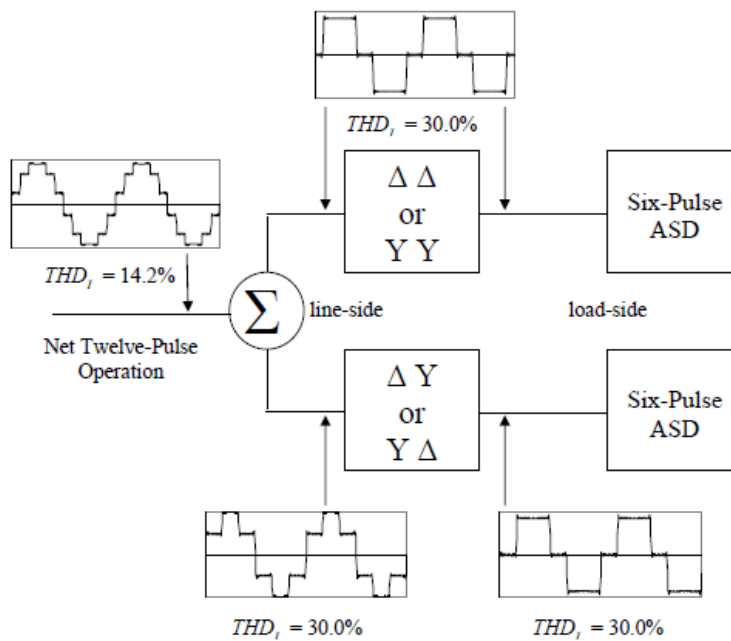 THD_I = 30.0%
Δ Δ
or
Y Y
Six-Pulse
ASD
THD_I = 14.2%
Σ
line-side
load-side
Net Twelve-Pulse
Operation
Δ Y
or
Y Δ
Six-Pulse
ASD
THD_I = 30.0%
THD_I = 30.0%